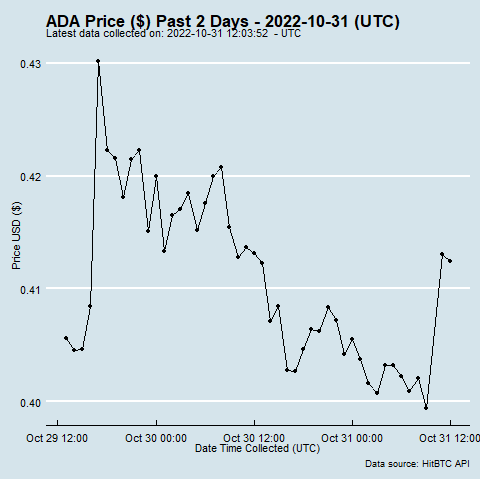 ADA Price ($) Past 2 Days - 2022-10-31 (UTC)
Latest data collected on: 2022-10-31 12:03:52 - UTC
0.43
0.42
0.41
0.40
Price USD ($)
Oct 29 12:00 Oct 30 00:00 Oct 30 12:00 Oct 31 00:00 Oct 31 12:00
Date Time Collected (UTC)
Data source: HitBTC API